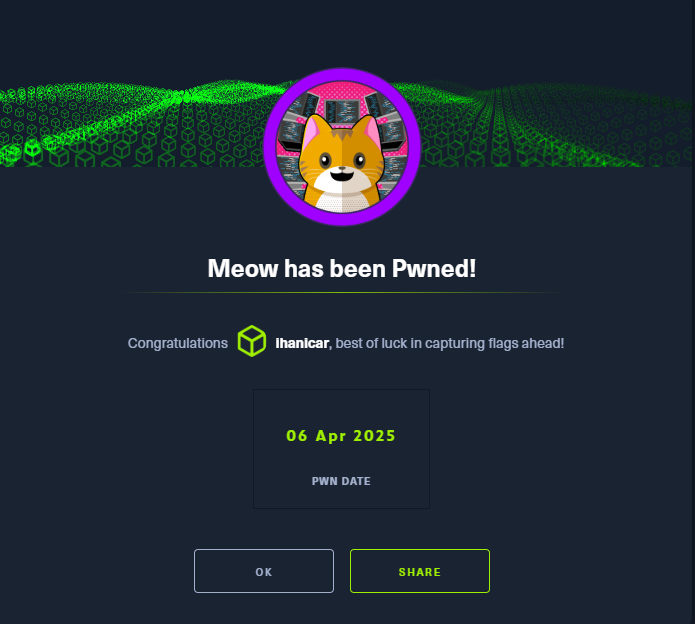 Meow has been Pwned!
Congratulations lhanlcar, best of luck in capturing flags ahead!
06 Apr 2025
PWN DATE
OK
SHARE